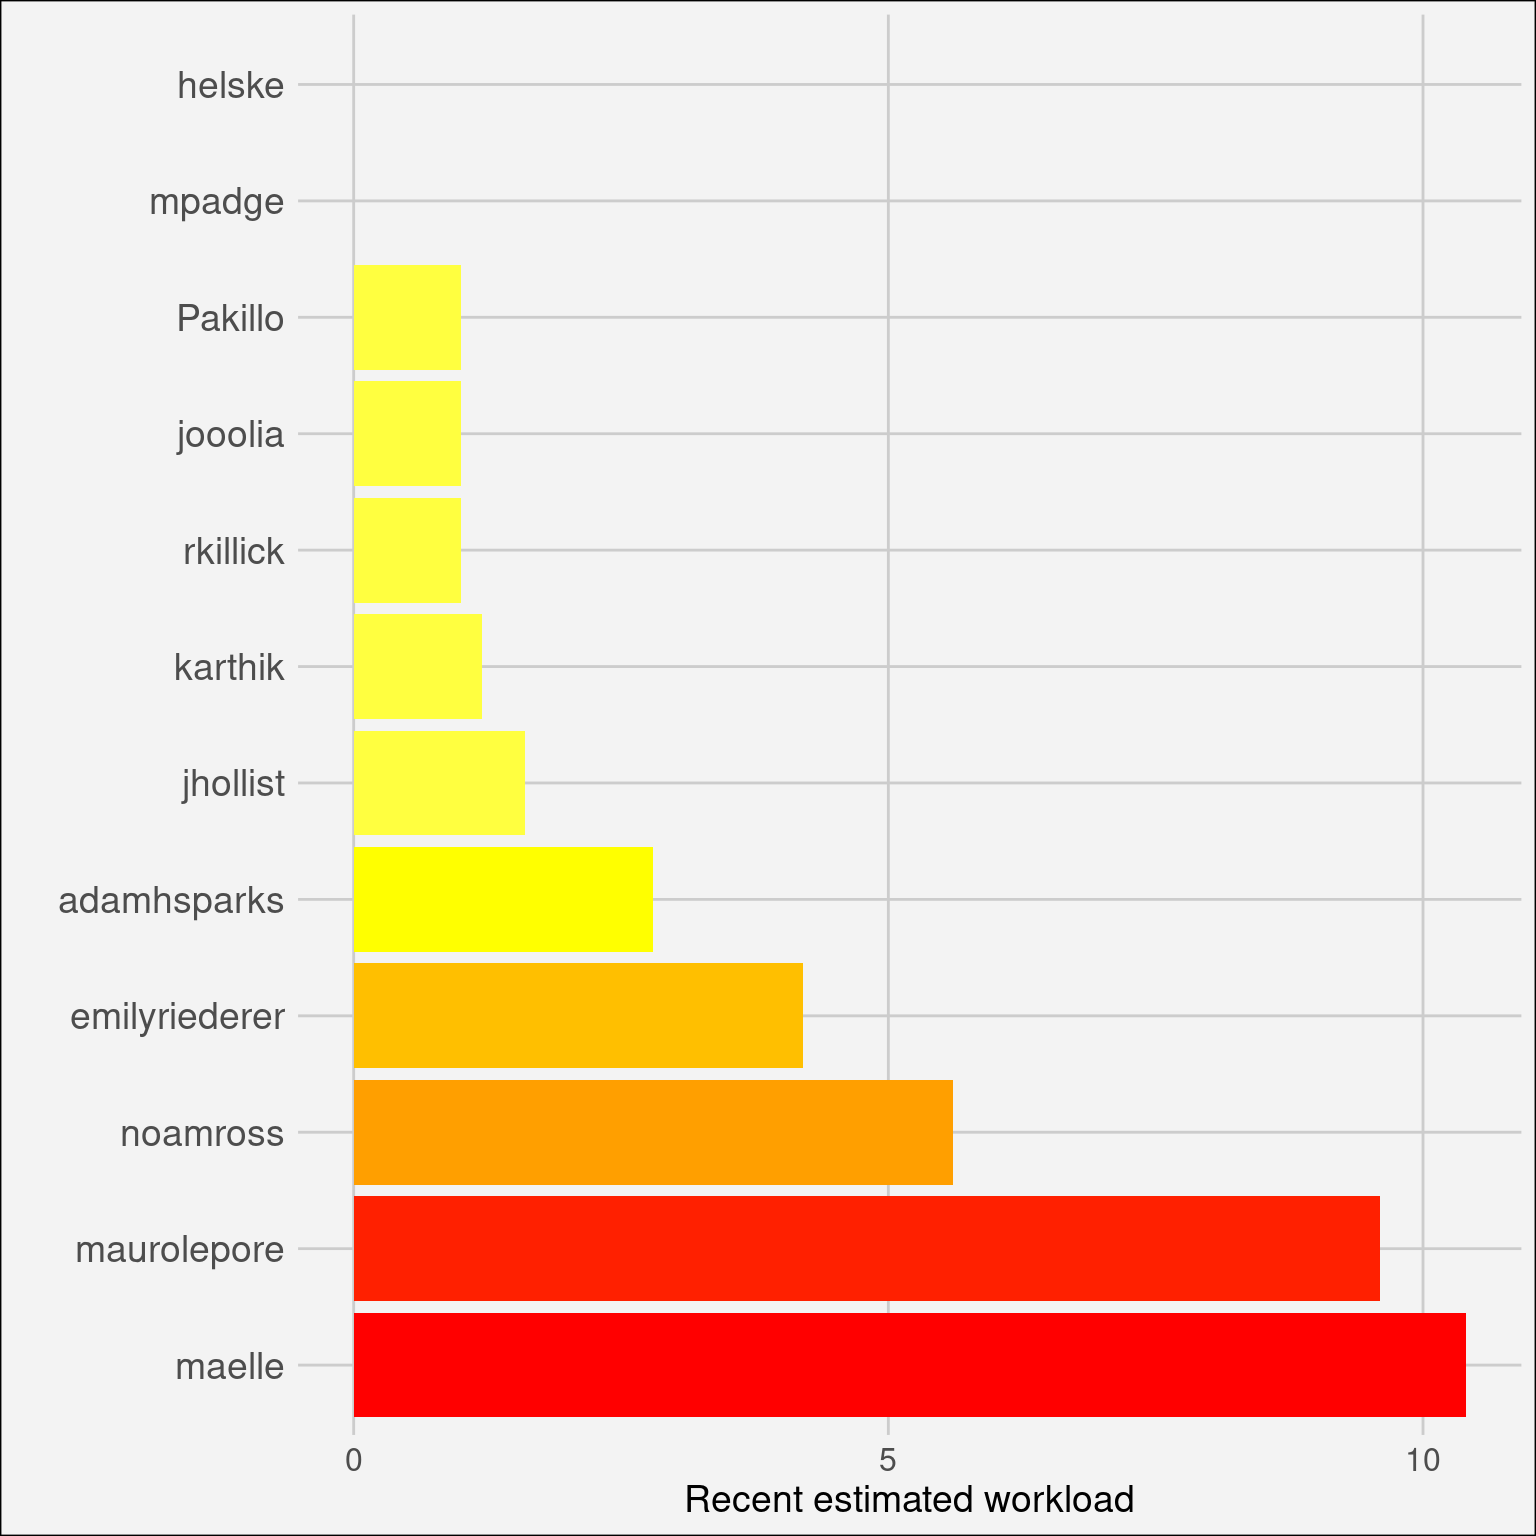 helske
mpadge
Pakillo
jooolia
rkillick
karthik
jhollist
adamhsparks
emilyriederer
noamross
maurolepore
maelle
0 5 10
Recent estimated workload